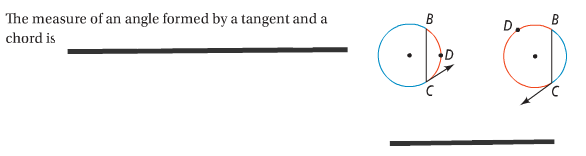 The measure of an angle formed by a tangent and a
chord is
B
D
C
D
B
C